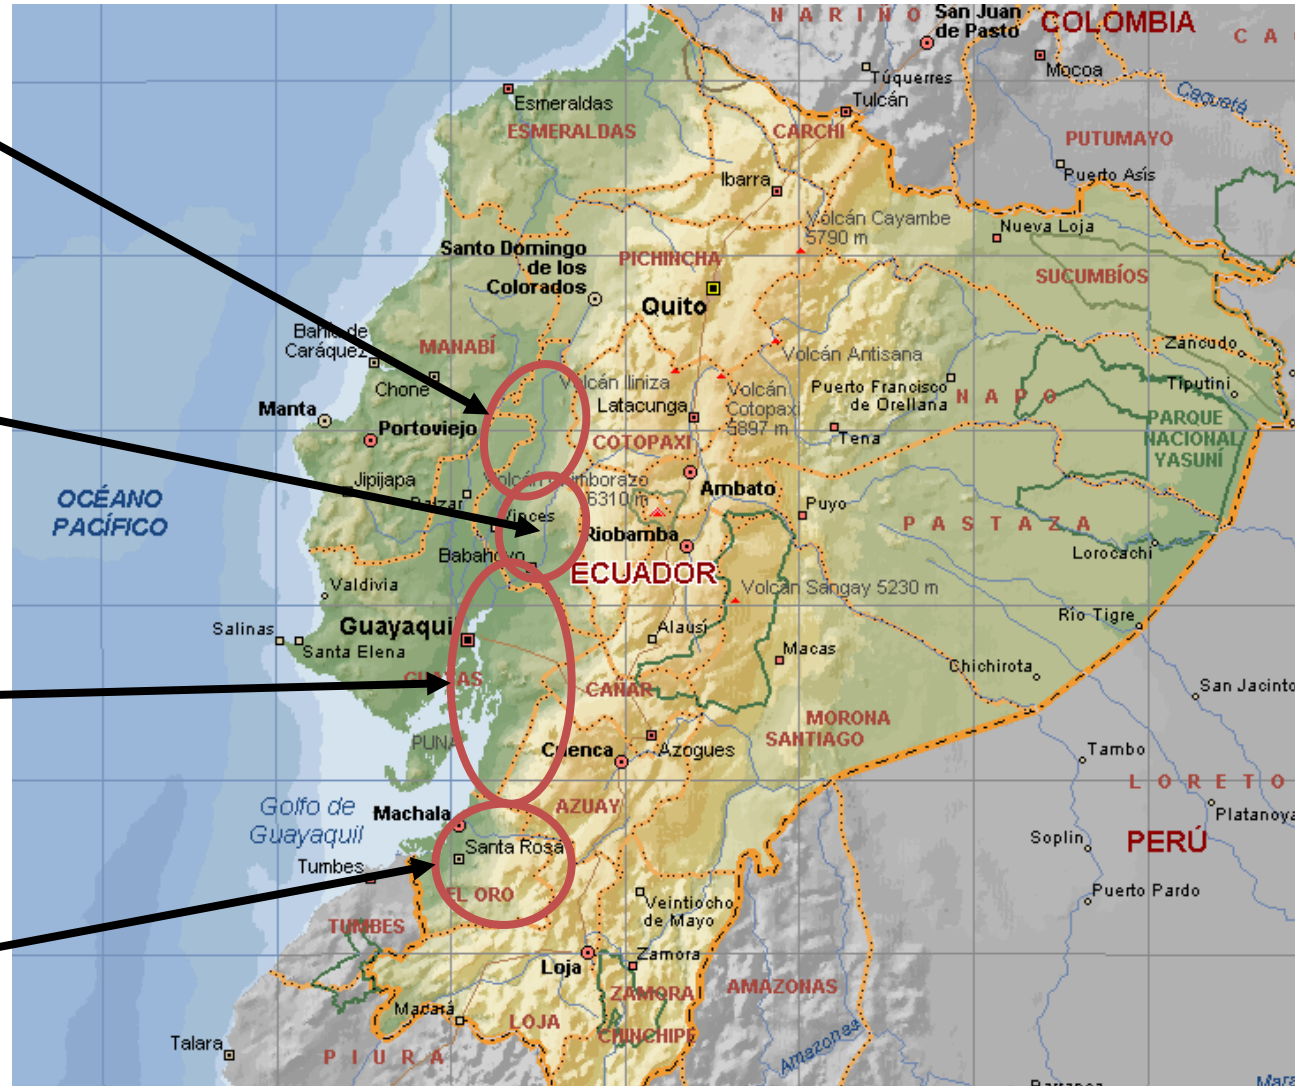 NARIÑO
San Juan
de Pasto
COLOMBIA
C A
Túquerres
Mocoa
Esmeraldas
Tulcán
Caquetá
ESMERALDAS
CARCHI
PUTUMAYO
Ibarra
Puerto Asís
Volcán Cayambe
5790 m
Nueva Loja
Santo Domingo
de los
Colorados
PICHINCHA
SUCUMBÍOS
Quito
Bahía de
Caráquez
MANABÍ
Volcán Antisana
Zancudo
Chone
Volcán Iliniza
Latacunga
Volcán
Cotopaxi
5897 m
Puerto Francisco
de Orellana
NAPO
Tiputini
Manta
Portoviejo
COTOPAXI
Tena
PARQUE
NACIONAL
YASUNÍ
Jipijapa
Volcán Chimborazo
6310 m
Ambato
OCÉANO
PACÍFICO
Balzar
Vinces
Puyo
PASTAZA
Riobamba
Babahoyo
Lorocachi
ECUADOR
Valdivia
Volcán Sangay 5230 m
Río Tigre
Salinas
Guayaquil
Alausí
Santa Elena
Macas
Chichirota
GUAYAS
CAÑAR
San Jacinto
MORONA
SANTIAGO
PUNA
Cuenca
Azogues
Tambo
LORETO
Golfo de
Guayaquil
Machala
AZUAY
Platanoya
Santa Rosa
Soplin
PERÚ
Tumbes
EL ORO
Veintiocho
de Mayo
Puerto Pardo
TUMBES
Loja
Zamora
ZAMORA
CHINCHIPE
AMAZONAS
Macará
LOJA
Talara
PIURA
Amazonas